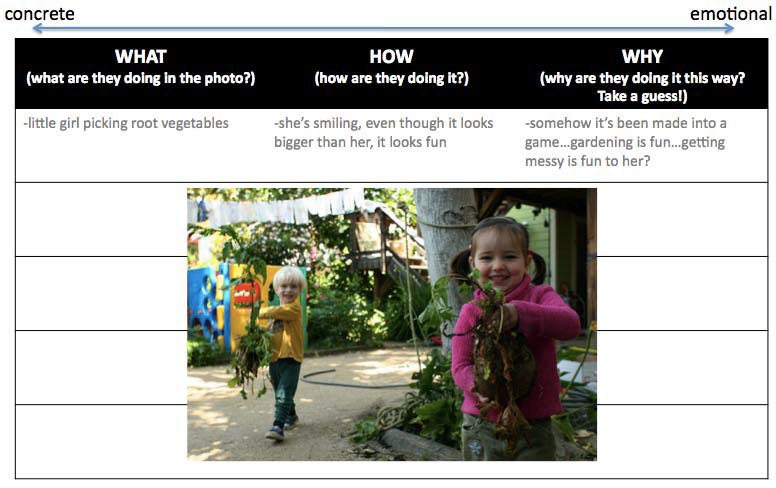 concrete
emotional
WHAT
(what are they doing in the photo?)
HOW
(how are they doing it?)
WHY
(why are they doing it this way?
Take a guess!)
-little girl picking root vegetables
-she's smiling, even though it looks
bigger than her, it looks fun
-somehow it's been made into a
game...gardening is fun...getting
messy is fun to her?